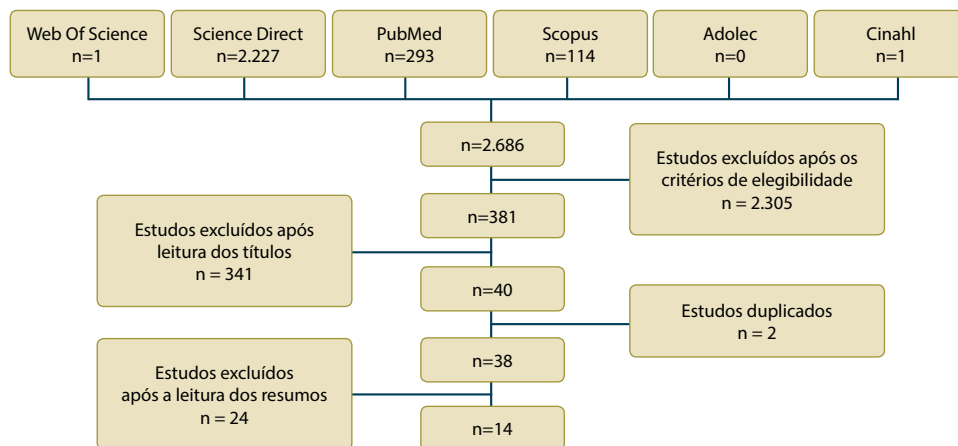 Web Of Science
n=1
Science Direct
n=2.227
PubMed
n=293
Scopus
n=114
Adolec
n=0
Cinahl
n=1
n=2.686
Estudos excluídos após os
critérios de elegibilidade
n = 2.305
n=381
Estudos excluídos após
leitura dos títulos
n = 341
n=40
Estudos duplicados
n = 2
n=38
Estudos excluídos
após a leitura dos resumos
n = 24
n=14